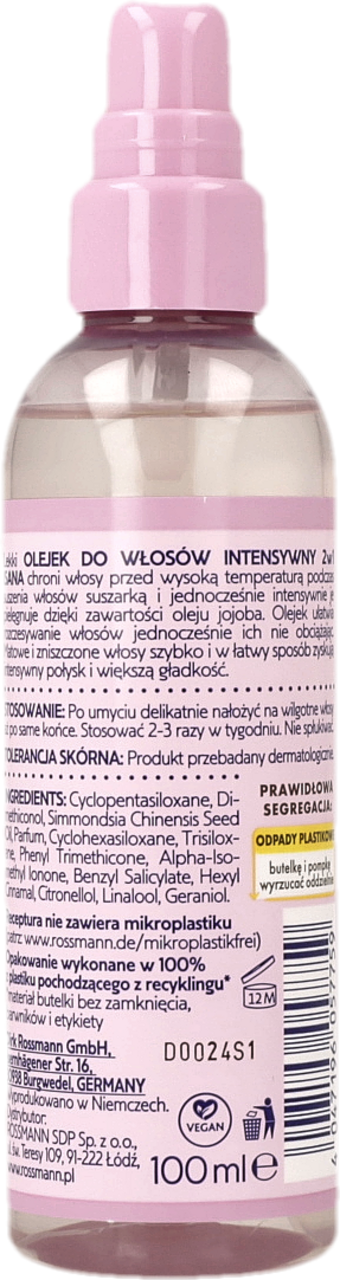 Lekki OLEJEK DO WŁOSÓW INTENSYWNY 2w1
ISANA chroni włosy przed wysoką temperaturą podczas
suszenia włosów suszarką i jednocześnie intensywnie je
pielęgnuje dzięki zawartości oleju jojoba. Olejek ułatwia
rozczesywanie włosów jednocześnie ich nie obciążając.
Matowe i zniszczone włosy szybko i w łatwy sposób zyskują
intensywny połysk i większą gładkość.
STOSOWANIE: Po umyciu delikatnie nałożyć na wilgotne włosy
po same końce. Stosować 2-3 razy w tygodniu. Nie spłukiwać.
TOLERANCJA SKÓRNA: Produkt przebadany dermatologicznie.
INGREDIENTS: Cyclopentasiloxane, Di-
methiconol, Simmondsia Chinensis Seed
Oil, Parfum, Cyclohexasiloxane, Trisilox-
ane, Phenyl Trimethicone, Alpha-Iso-
methyl Ionone, Benzyl Salicylate, Hexyl
Cinnamal, Citronellol, Linalool, Geraniol.
PRAWIDŁOWA
SEGREGACJA:
ODPADY PLASTIKOWE
butelkę i pompkę
wyrzucać oddzielnie
Receptura nie zawiera mikroplastiku
(patrz www.rossmann.de/mikroplastikfrei)
Opakowanie wykonane w 100%
z plastiku pochodzącego z recyklingu*
*materiał butelki bez zamknięcia,
barwników i etykiety
12 M
Dirk Rossmann GmbH,
Isernhägener Str. 16,
30938 Burgwedel, GERMANY
Wyprodukowano w Niemczech.
Dystrybutor:
ROSSMANN SDP Sp. z o.o.,
ul. Św. Teresy 109, 91-222 Łódź,
www.rossmann.pl
D0024S1
VEGAN
100 ml e
4 047196 057759